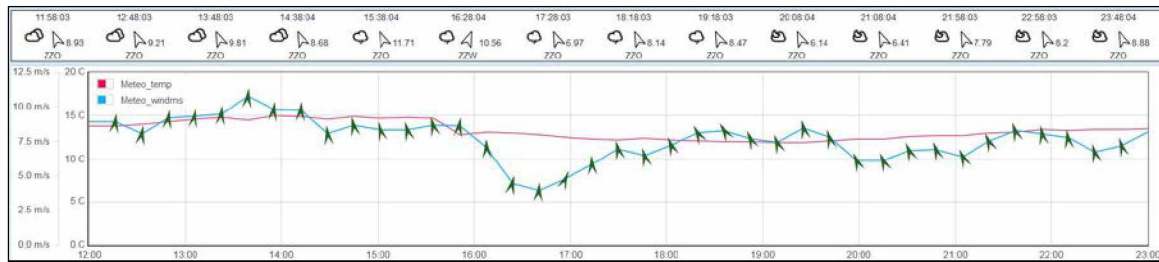 11:58:03 12:48:03 13:48:03 14:38:04 15:38:04 16:28:04 17:28:03 18:18:03 19:18:03 20:08:04 21:08:04 21:58:03 22:58:03 23:48:04
8.93 9.21 9.81 8.68 11.71 10.56 6.97 8.14 8.47 6.14 6.41 7.79 8.2 8.88
ZZO ZZO ZZO ZZO ZZO ZZW ZZO ZZO ZZO ZZO ZZO ZZO ZZO ZZO
12.5 m/s 20 C
Meteo_temp
Meteo_windms
10.0 m/s 15 C
7.5 m/s 10 C
5.0 m/s 5 C
2.5 m/s
0.0 m/s 0 C
12:00 13:00 14:00 15:00 16:00 17:00 18:00 19:00 20:00 21:00 22:00 23:00